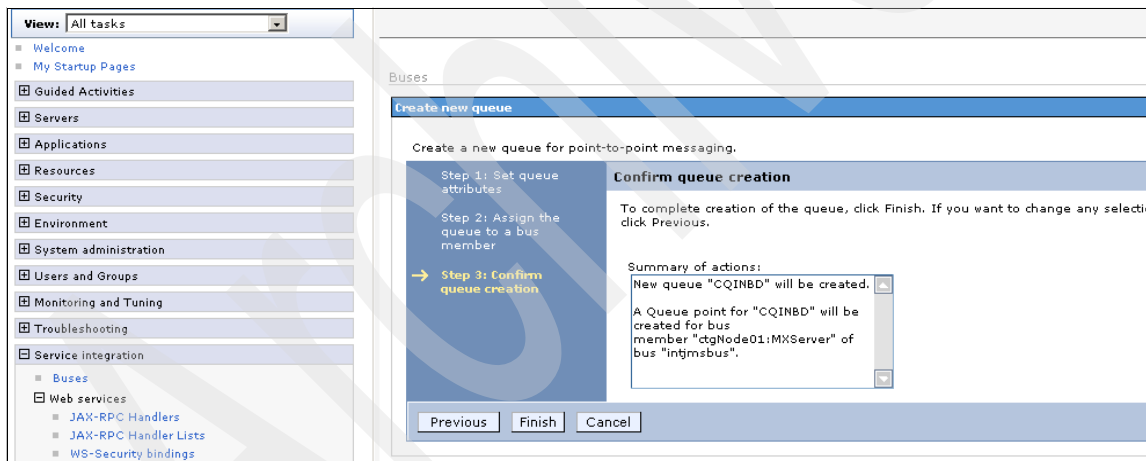 View: All tasks
Welcome
My Startup Pages
Guided Activities
Servers
Applications
Resources
Security
Environment
System administration
Users and Groups
Monitoring and Tuning
Troubleshooting
Service integration
Buses
Web services
JAX-RPC Handlers
JAX-RPC Handler Lists
WS-Security bindings
Buses
Create new queue
Create a new queue for point-to-point messaging.
Step 1: Set queue
attributes
Step 2: Assign the
queue to a bus
member
Step 3: Confirm
queue creation
Confirm queue creation
To complete creation of the queue, click Finish. If you want to change any selecti
click Previous.
Summary of actions:
New queue "CQINBD" will be created.
A Queue point for "CQINBD" will be
created for bus
member "ctgNode01:MXServer" of
bus "intjmsbus".
Previous Finish Cancel